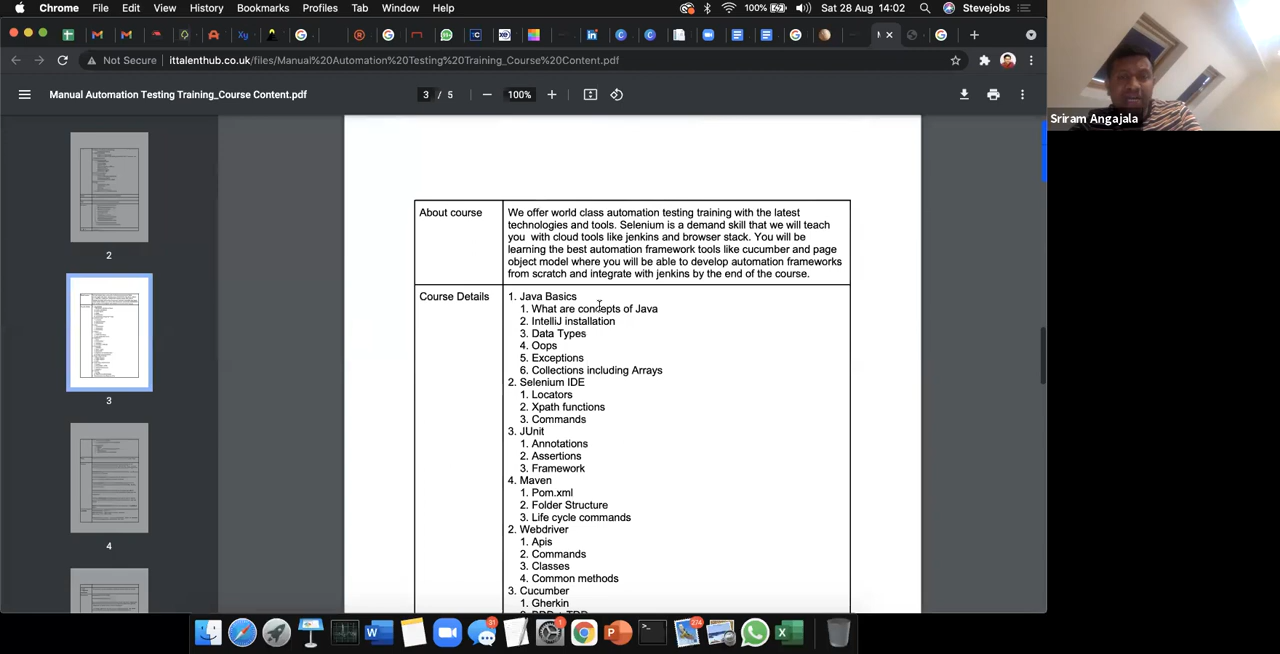 Chrome File Edit View History Bookmarks Profiles Tab Window Help 100% Sat 28 Aug 14:02 Stevejobs
Not Secure ittalenthub.co.uk/files/Manual%20Automation%20Testing%20Training_Course%20Content.pdf
Manual Automation Testing Training_Course Content.pdf 3 / 5 100%
Sriram Angajala
2
3
4
About course
We offer world class automation testing training with the latest
technologies and tools. Selenium is a demand skill that we will teach
you with cloud tools like jenkins and browser stack. You will be
learning the best automation framework tools like cucumber and page
object model where you will be able to develop automation frameworks
from scratch and integrate with jenkins by the end of the course.
Course Details
1. Java Basics
1. What are concepts of Java
2. IntelliJ installation
3. Data Types
4. Oops
5. Exceptions
6. Collections including Arrays
2. Selenium IDE
1. Locators
2. Xpath functions
3. Commands
3. JUnit
1. Annotations
2. Assertions
3. Framework
4. Maven
1. Pom.xml
2. Folder Structure
3. Life cycle commands
2. Webdriver
1. Apis
2. Commands
3. Classes
4. Common methods
3. Cucumber
1. Gherkin